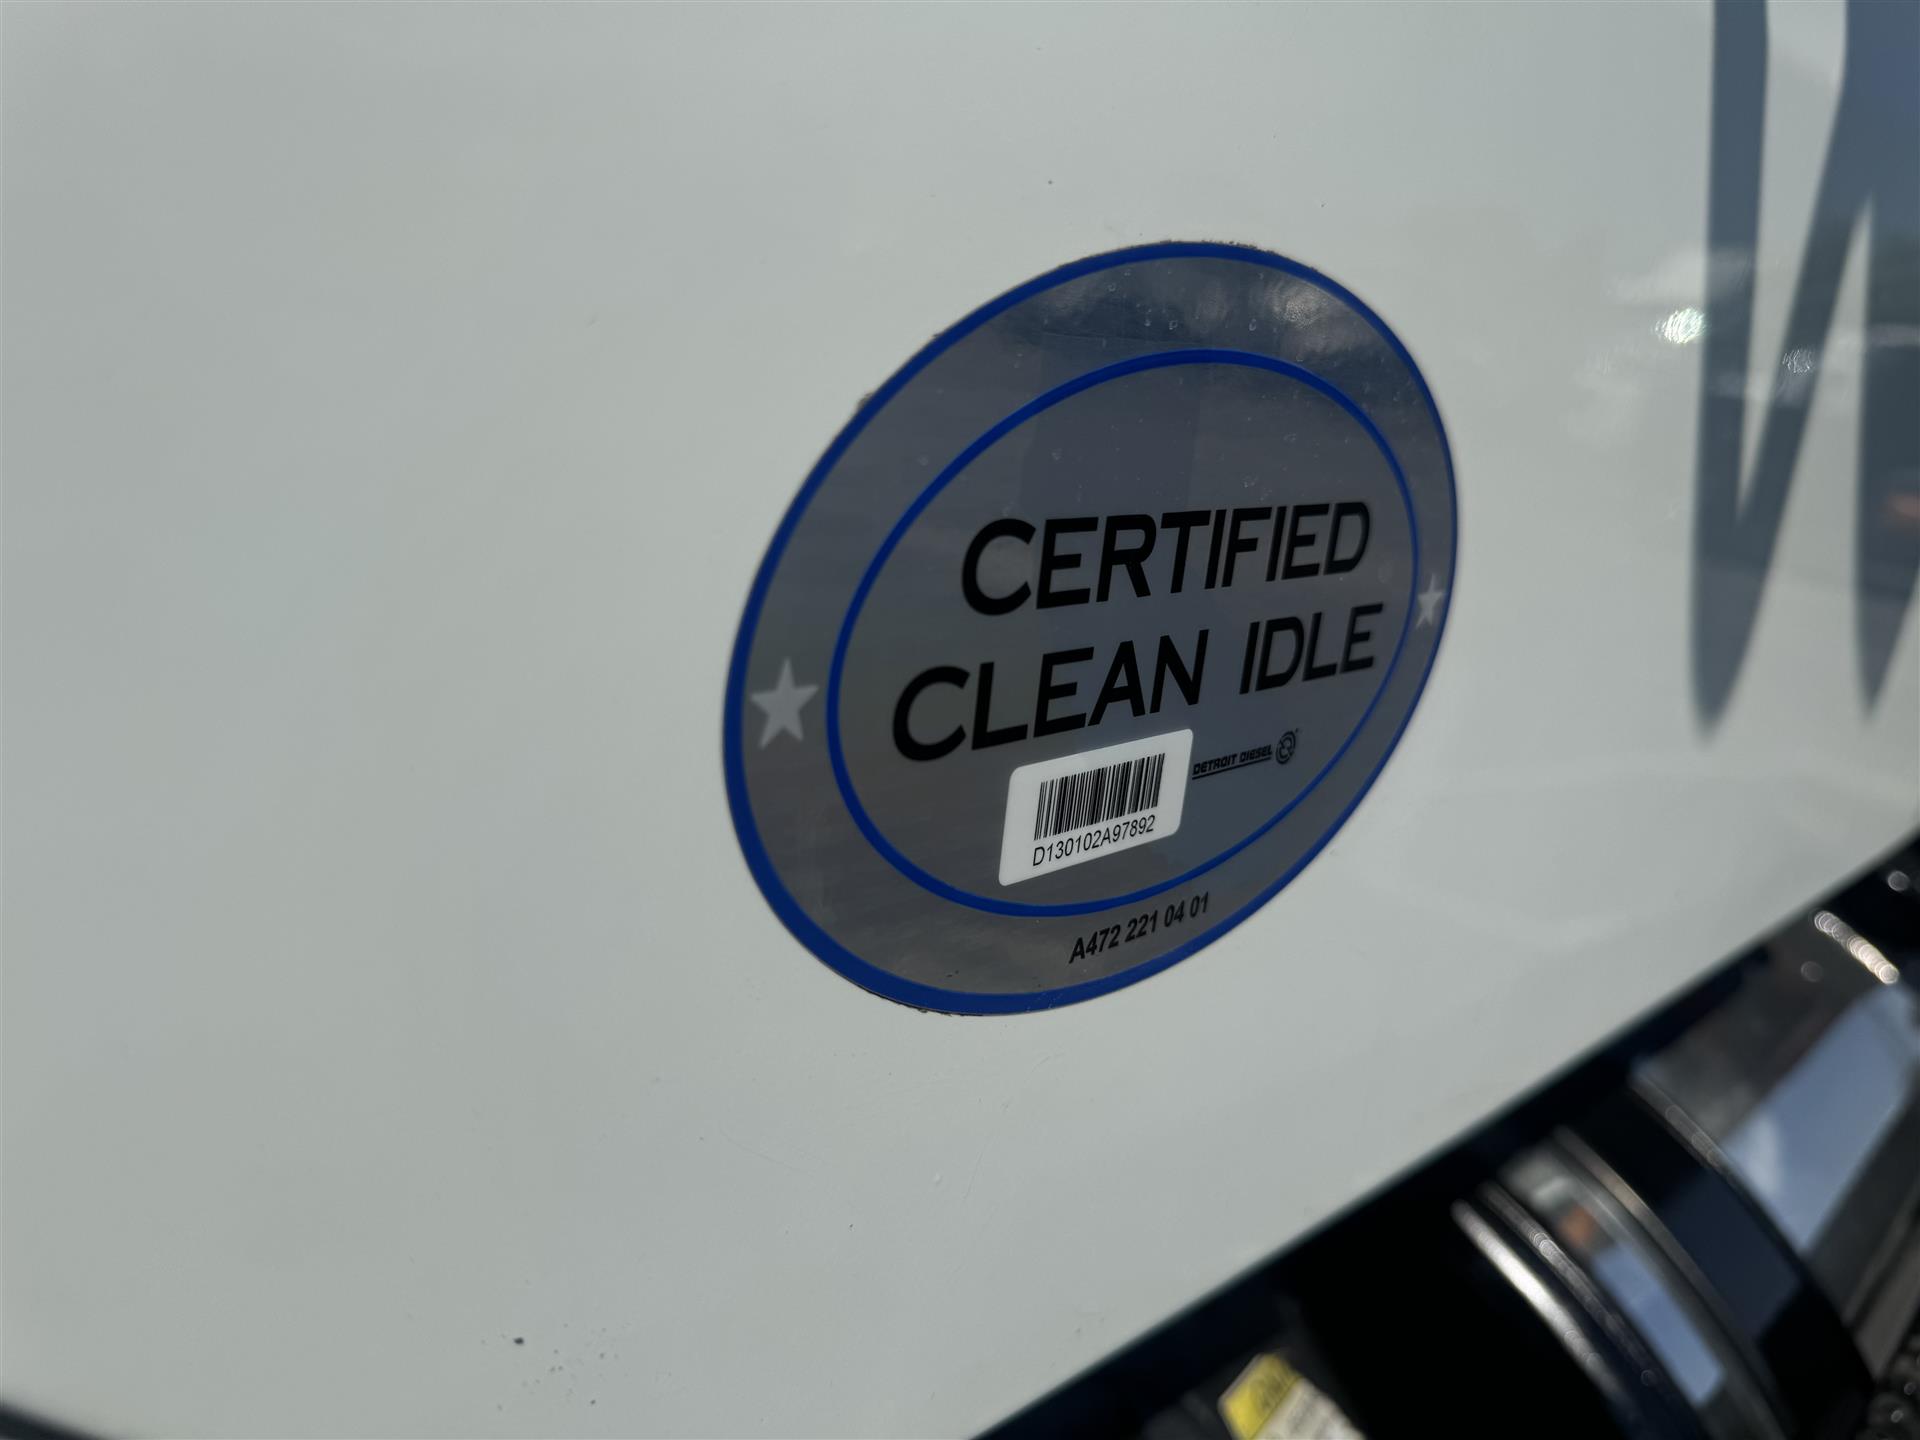 CERTIFIED
CLEAN IDLE
DETROIT DIESEL
D130102A97892
A472 221 04 01